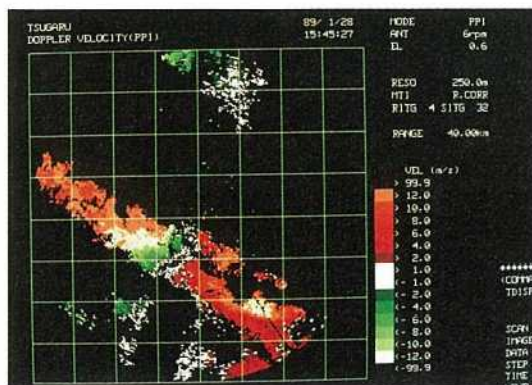 TSUGARU
DOPPLER VELOCITY(PPI)
89/ 1/28
15:45:27
MODE PPI
ANT 6rpm
EL 0.6
RESO 250.0m
MTI R.CORR
RITG 4 SITG 32
RANGE 40.00km
VEL (m/z)
> 99.9
> 12.0
> 10.0
> 8.0
> 6.0
> 4.0
> 2.0
> 1.0
<- 1.0
<- 2.0
<- 4.0
<- 6.0
<- 8.0
<-10.0
<-12.0
<-99.9
******
(COMMA
TDISP
SCAN
IMAG
DATA
STEP
TIME